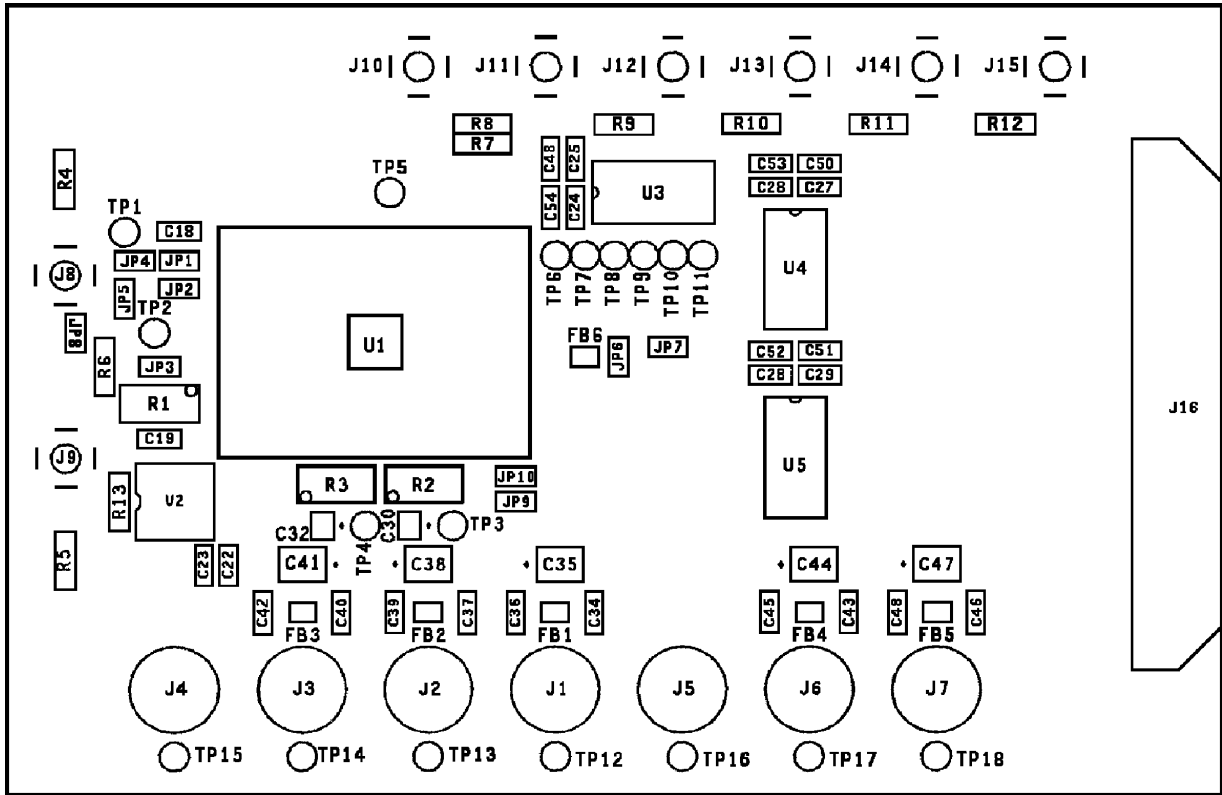 J10 J11 J12 J13 J14 J15
R8 R9 R10 R11 R12
R7
C48 C25 C53 C50
R4 TP5 C28 C27
C54 C24 U3
TP1 C18
JP4 JP1 U4
J8 JP5 JP2 TP6 TP7 TP8 TP9 TP10 TP11
TP2
JP8 FB6 JP6 JP7
U1 C52 C51
R6 JP3 C28 C29
R1 J16
C19
J9 U5
R3 R2 JP10
R13 U2 JP9
C32 TP4 C30 TP3
R5 C23 C22 C41 C38 C35 C44 C47
C42 C40 C39 C37 C36 C34 C45 C43 C48 C46
FB3 FB2 FB1 FB4 FB5
J4 J3 J2 J1 J5 J6 J7
TP15 TP14 TP13 TP12 TP16 TP17 TP18